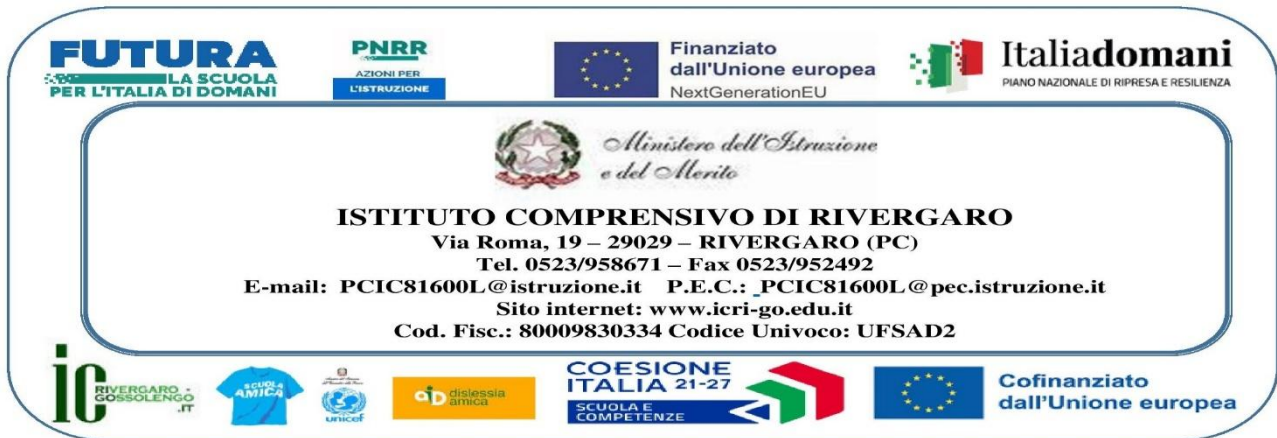 FUTURA
LA SCUOLA
PER L'ITALIA DI DOMANI
PNRR
AZIONI PER
L'ISTRUZIONE
Finanziato
dall'Unione europea
NextGenerationEU
Italiadomani
PIANO NAZIONALE DI RIPRESA E RESILIENZA
Ministero dell'Istruzione
e del Merito
ISTITUTO COMPRENSIVO DI RIVERGARO
Via Roma, 19 – 29029 – RIVERGARO (PC)
Tel. 0523/958671 – Fax 0523/952492
E-mail: PCIC81600L@istruzione.it P.E.C.: PCIC81600L@pec.istruzione.it
Sito internet: www.icri-go.edu.it
Cod. Fisc.: 80009830334 Codice Univoco: UFSAD2
ic
RIVERGARO -
GOSSOLENGO
.IT
SCUOLA
AMICA
unicef
aiD dislessia
amica
COESIONE
ITALIA 21-27
SCUOLA E
COMPETENZE
Cofinanziato
dall'Unione europea